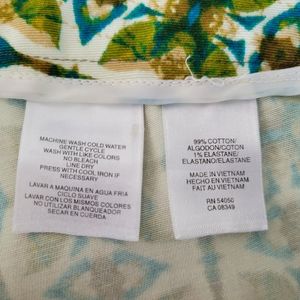 MACHINE WASH COLD WATER
GENTLE CYCLE
WASH WITH LIKE COLORS
NO BLEACH
LINE DRY
PRESS WITH COOL IRON IF
NECESSARY
LAVAR A MAQUINA EN AGUA FRIA
CICLO SUAVE
LAVAR CON LOS MISMOS COLORES
NO UTILIZAR BLANQUEADOR
SECAR EN CUERDA
99% COTTON/
ALGODON/COTON
1% ELASTANE/
ELASTANO/ELASTANE
MADE IN VIETNAM
HECHO EN VIETNAM
FAIT AU VIETNAM
RN 54050
CA 08349